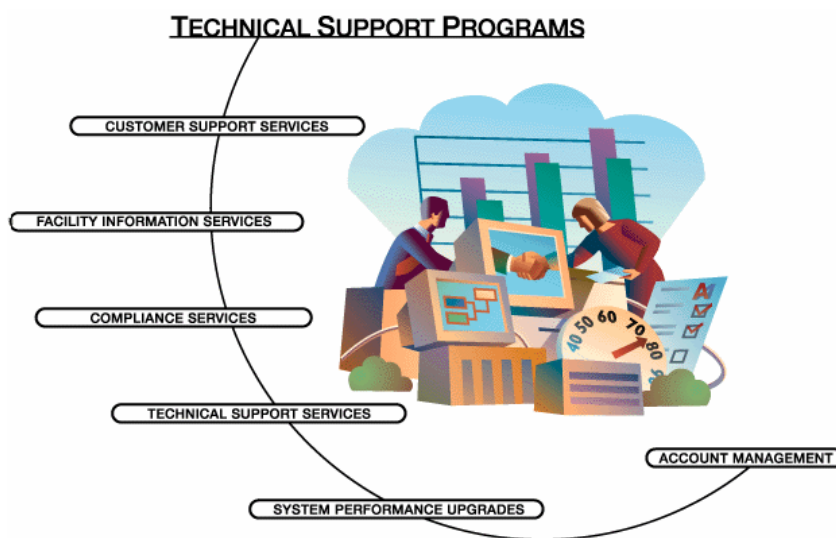 TECHNICAL SUPPORT PROGRAMS
CUSTOMER SUPPORT SERVICES
FACILITY INFORMATION SERVICES
COMPLIANCE SERVICES
TECHNICAL SUPPORT SERVICES
SYSTEM PERFORMANCE UPGRADES
ACCOUNT MANAGEMENT
40 50 60 70 80